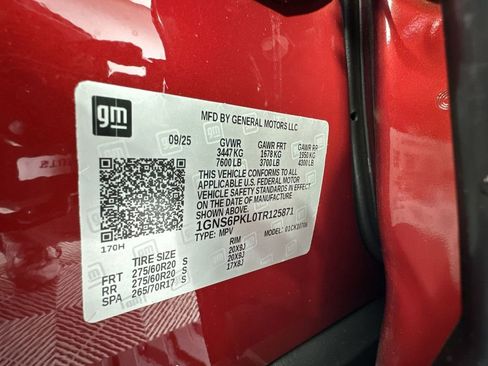 gm
MFD BY GENERAL MOTORS LLC
09/25
GVWR GAWR FRT GAWR RR
3447 KG 1678 KG 1950 KG
7600 LB 3700 LB 4300 LB
THIS VEHICLE CONFORMS TO ALL
APPLICABLE U.S. FEDERAL MOTOR
VEHICLE SAFETY STANDARDS IN EFFECT
ON THE DATE OF MANUFACTURE
SHOWN ABOVE.
1GNS6PKL0TR125871
TYPE: MPV MODEL:
170H
TIRE SIZE RIM
FRT 275/60R20 S 20X9J
RR 275/60R20 S 20X9J
SPA 265/70R17 S 17X8J